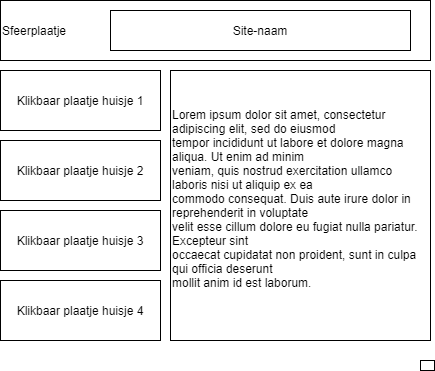 Sfeerplaatje
Site-naam
Klikbaar plaatje huisje 1
Klikbaar plaatje huisje 2
Klikbaar plaatje huisje 3
Klikbaar plaatje huisje 4
Lorem ipsum dolor sit amet, consectetur
adipiscing elit, sed do eiusmod
tempor incididunt ut labore et dolore magna
aliqua. Ut enim ad minim
veniam, quis nostrud exercitation ullamco
laboris nisi ut aliquip ex ea
commodo consequat. Duis aute irure dolor in
reprehenderit in voluptate
velit esse cillum dolore eu fugiat nulla pariatur.
Excepteur sint
occaecat cupidatat non proident, sunt in culpa
qui officia deserunt
mollit anim id est laborum.